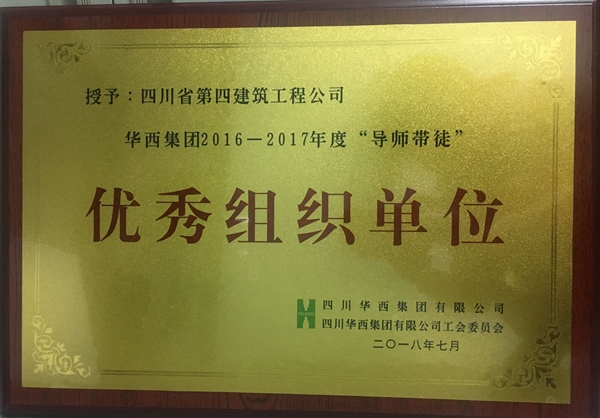 授予：四川省第四建筑工程公司
华西集团2016－2017年度“导师带徒”
优秀组织单位
四川华西集团有限公司
四川华西集团有限公司工会委员会
二〇一八年七月